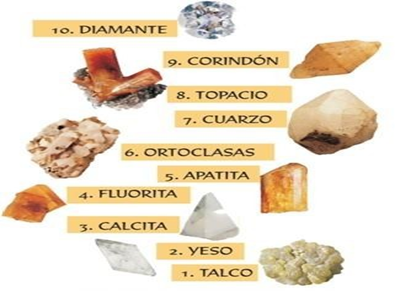 10. DIAMANTE
9. CORINDÓN
8. TOPACIO
7. CUARZO
6. ORTOCLASAS
5. APATITA
4. FLUORITA
3. CALCITA
2. YESO
1. TALCO